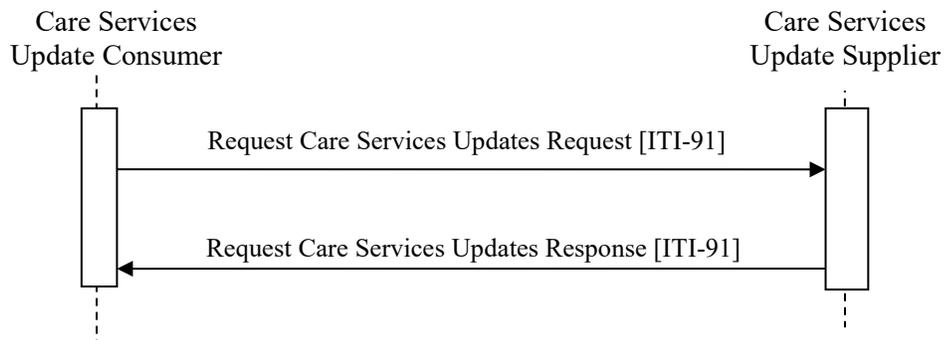 Care Services
Update Consumer
Care Services
Update Supplier
Request Care Services Updates Request [ITI-91]
Request Care Services Updates Response [ITI-91]